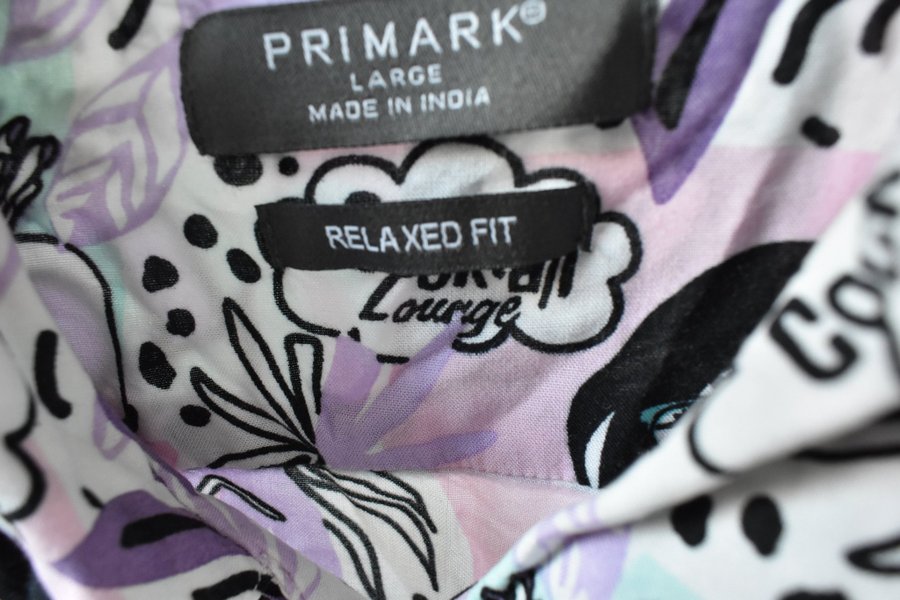 PRIMARK®
LARGE
MADE IN INDIA
RELAXED FIT
Lounge